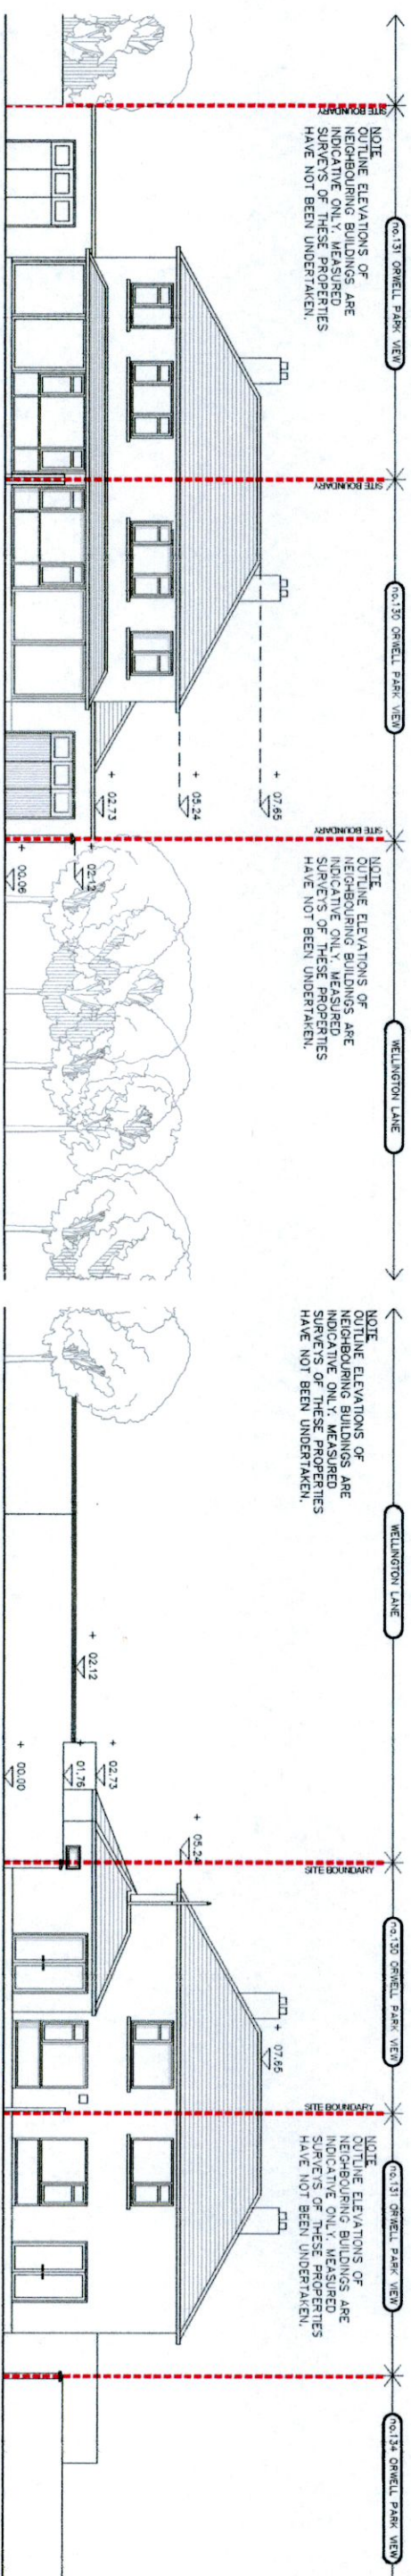 no.131 ORWELL PARK VIEW
SITE BOUNDARY
NOTE
OUTLINE ELEVATIONS OF
NEIGHBOURING BUILDINGS ARE
INDICATIVE ONLY. MEASURED
SURVEYS OF THESE PROPERTIES
HAVE NOT BEEN UNDERTAKEN.
SITE BOUNDARY
no.130 ORWELL PARK VIEW
07.65
05.24
02.73
SITE BOUNDARY
02.12
00.06
WELLINGTON LANE
NOTE
OUTLINE ELEVATIONS OF
NEIGHBOURING BUILDINGS ARE
INDICATIVE ONLY. MEASURED
SURVEYS OF THESE PROPERTIES
HAVE NOT BEEN UNDERTAKEN.
WELLINGTON LANE
NOTE
OUTLINE ELEVATIONS OF
NEIGHBOURING BUILDINGS ARE
INDICATIVE ONLY. MEASURED
SURVEYS OF THESE PROPERTIES
HAVE NOT BEEN UNDERTAKEN.
02.12
02.73
01.76
00.00
05.24
SITE BOUNDARY
no.130 ORWELL PARK VIEW
07.65
SITE BOUNDARY
no.131 ORWELL PARK VIEW
NOTE
OUTLINE ELEVATIONS OF
NEIGHBOURING BUILDINGS ARE
INDICATIVE ONLY. MEASURED
SURVEYS OF THESE PROPERTIES
HAVE NOT BEEN UNDERTAKEN.
no.134 ORWELL PARK VIEW